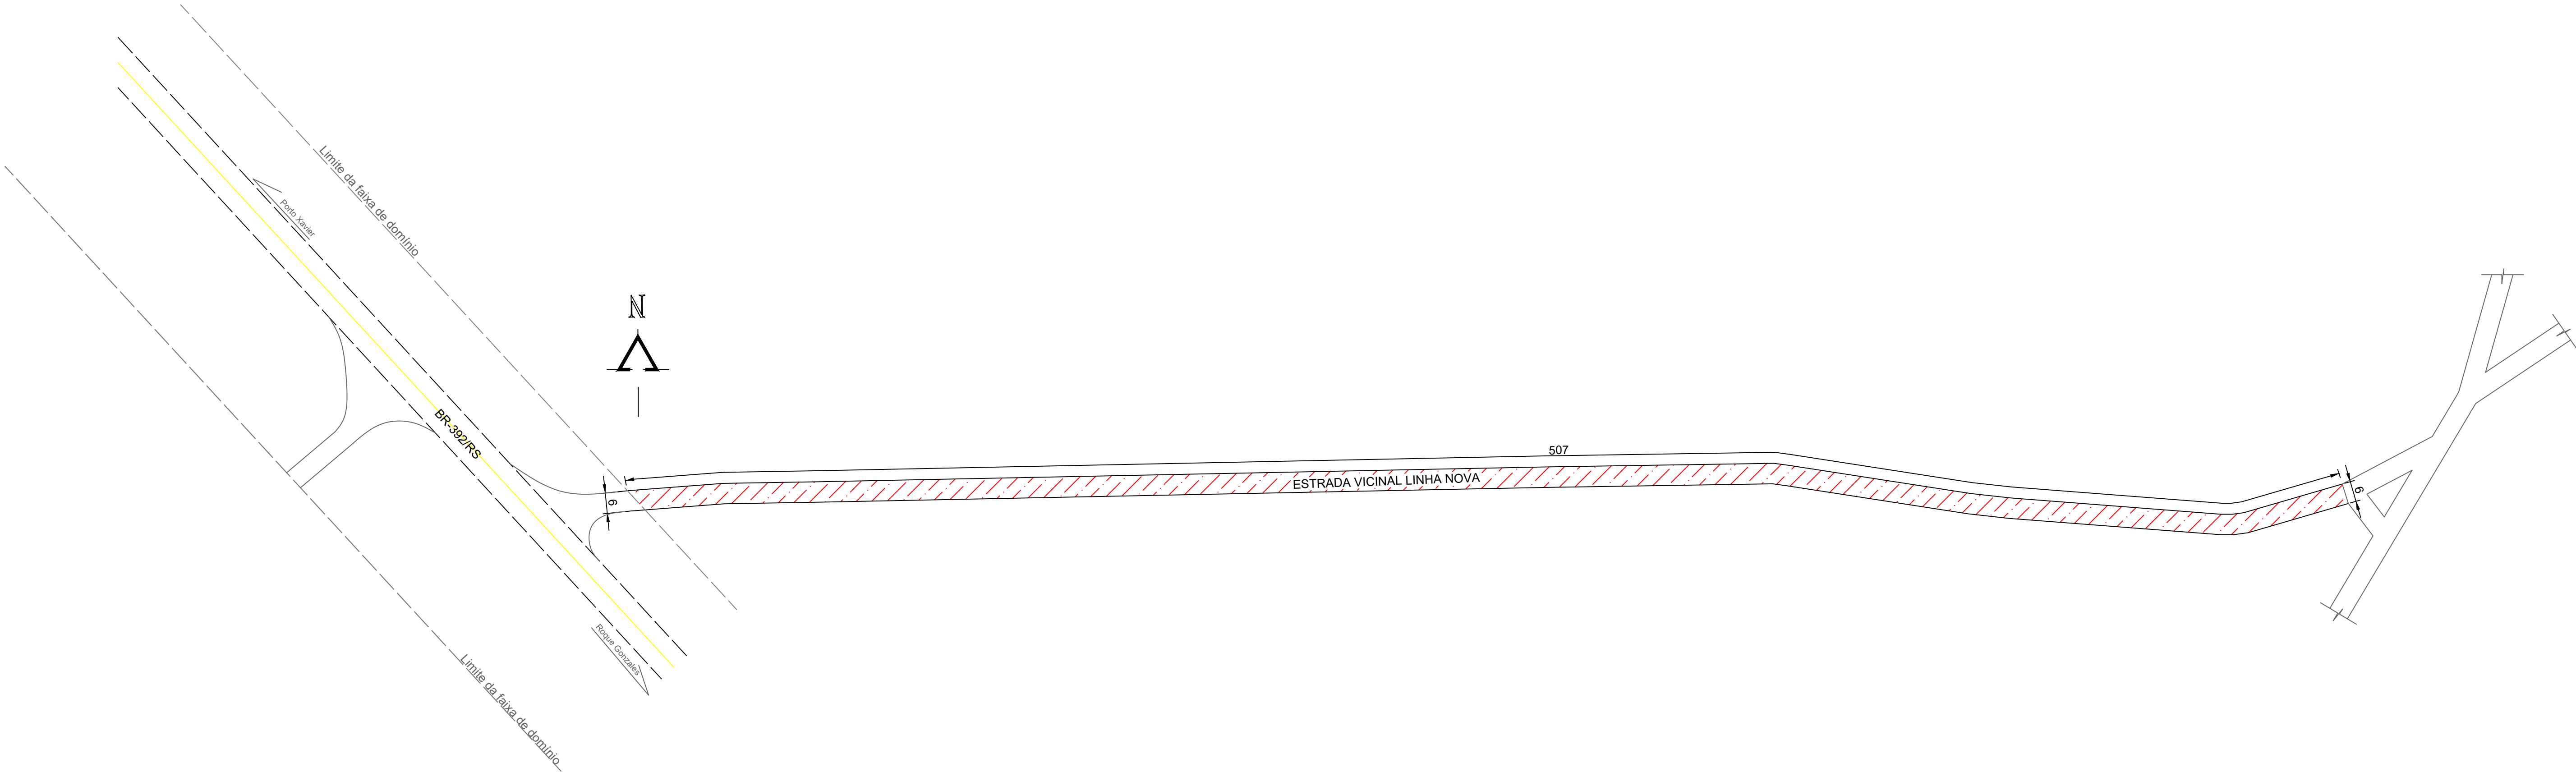 Limite da faixa de domínio
Porto Xavier
N
BR-392/RS
507
ESTRADA VICINAL LINHA NOVA
6
6
Roque Gonzales
Limite da faixa de domínio